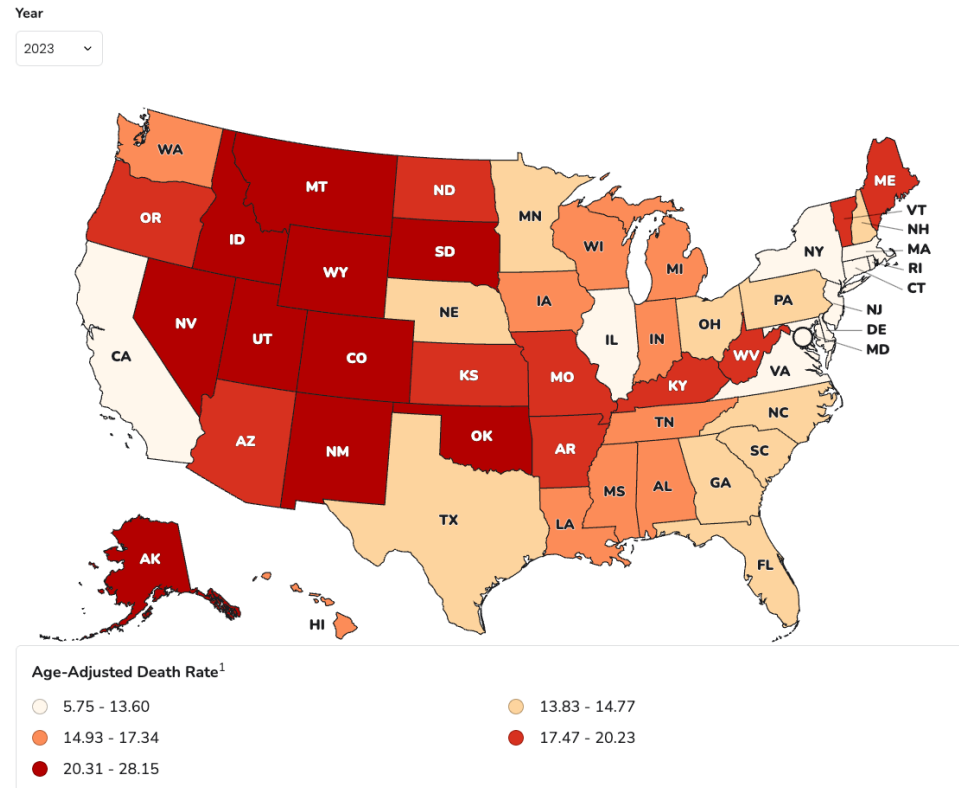 Year
2023
WA
MT
ND
ME
VT
OR
MN
NH
ID
SD
WI
NY
MA
RI
WY
MI
CT
IA
PA
NE
NJ
NV
OH
DE
UT
IL
IN
MD
CO
WV
CA
VA
KS
MO
KY
NC
TN
AZ
OK
AR
SC
NM
GA
MS
AL
TX
LA
AK
FL
HI
Age-Adjusted Death Rate1
5.75 - 13.60
13.83 - 14.77
14.93 - 17.34
17.47 - 20.23
20.31 - 28.15